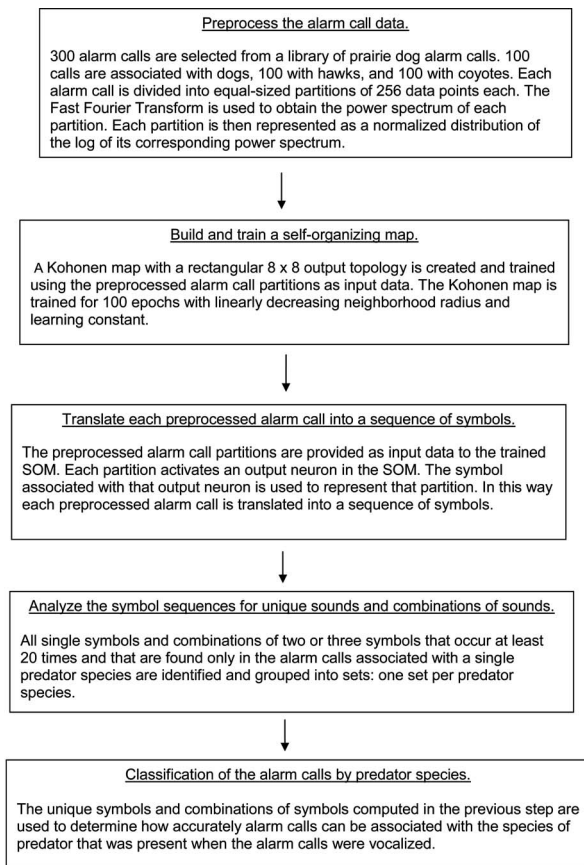 Preprocess the alarm call data.
300 alarm calls are selected from a library of prairie dog alarm calls. 100
calls are associated with dogs, 100 with hawks, and 100 with coyotes. Each
alarm call is divided into equal-sized partitions of 256 data points each. The
Fast Fourier Transform is used to obtain the power spectrum of each
partition. Each partition is then represented as a normalized distribution of
the log of its corresponding power spectrum.
Build and train a self-organizing map.
A Kohonen map with a rectangular 8 x 8 output topology is created and trained
using the preprocessed alarm call partitions as input data. The Kohonen map is
trained for 100 epochs with linearly decreasing neighborhood radius and
learning constant.
Translate each preprocessed alarm call into a sequence of symbols.
The preprocessed alarm call partitions are provided as input data to the trained
SOM. Each partition activates an output neuron in the SOM. The symbol
associated with that output neuron is used to represent that partition. In this way
each preprocessed alarm call is translated into a sequence of symbols.
Analyze the symbol sequences for unique sounds and combinations of sounds.
All single symbols and combinations of two or three symbols that occur at least
20 times and that are found only in the alarm calls associated with a single
predator species are identified and grouped into sets: one set per predator
species.
Classification of the alarm calls by predator species.
The unique symbols and combinations of symbols computed in the previous step are
used to determine how accurately alarm calls can be associated with the species of
predator that was present when the alarm calls were vocalized.